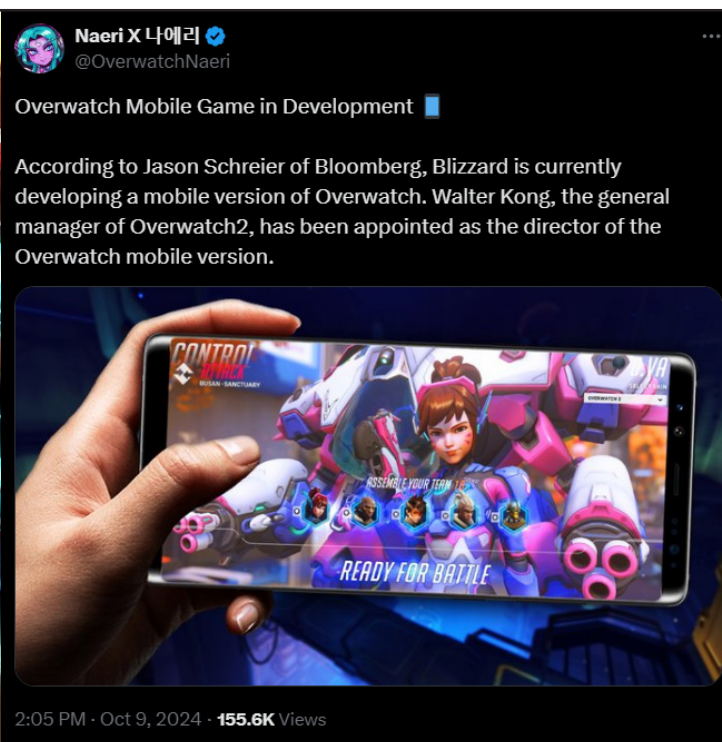 Naeri X 나에리
@OverwatchNaeri
Overwatch Mobile Game in Development
According to Jason Schreier of Bloomberg, Blizzard is currently
developing a mobile version of Overwatch. Walter Kong, the general
manager of Overwatch2, has been appointed as the director of the
Overwatch mobile version.
CONTROL
ATTACK
BUSAN - SANCTUARY
D.VA
OVERWATCH 2
ASSEMBLE YOUR TEAM
READY FOR BATTLE
2:05 PM · Oct 9, 2024 · 155.6K Views